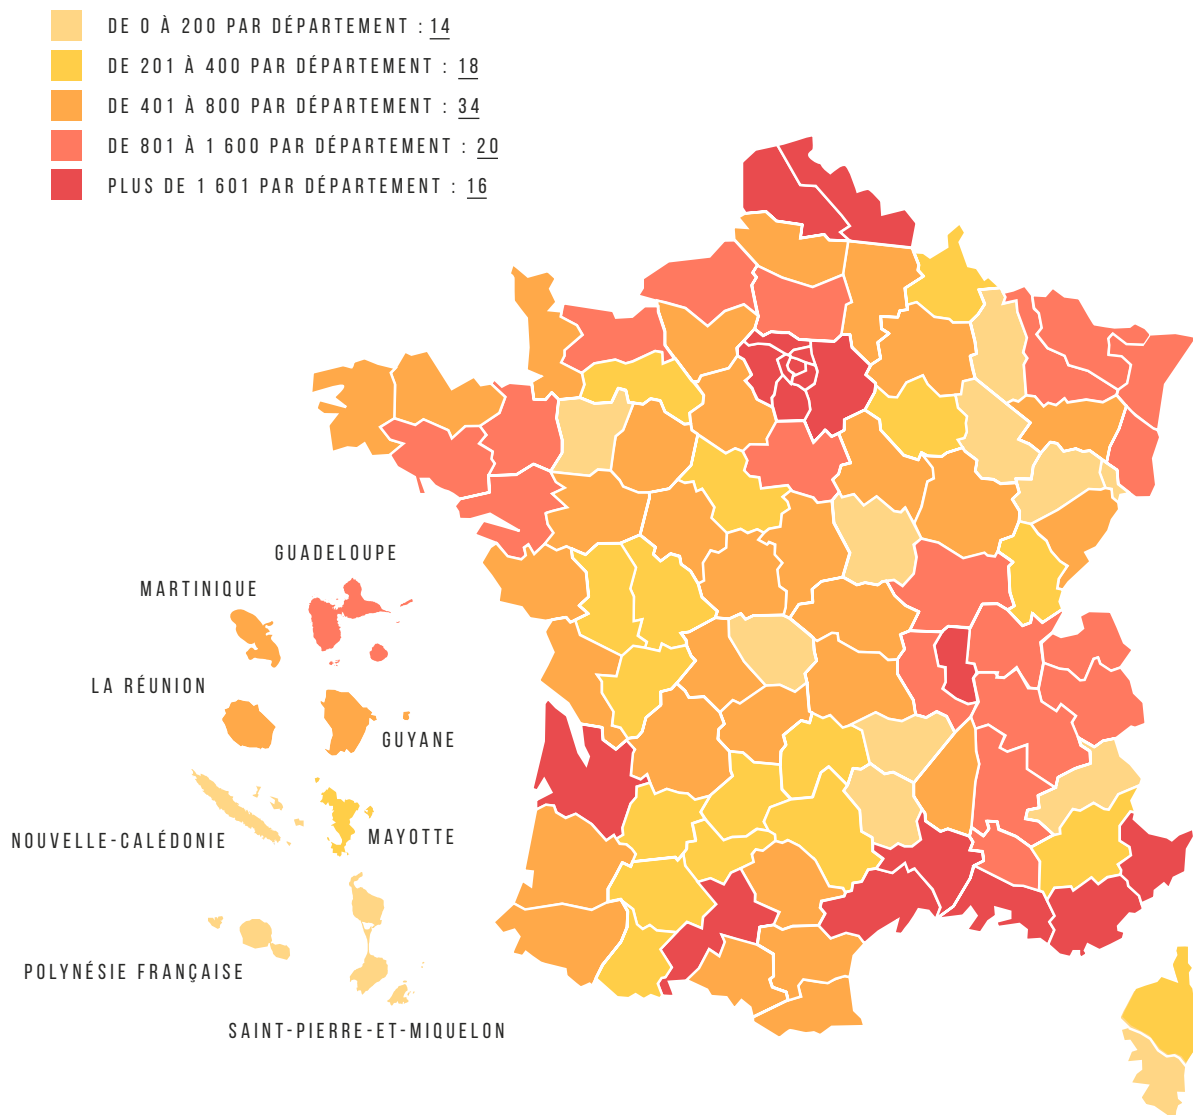 DE 0 À 200 PAR DÉPARTEMENT : 14
DE 201 À 400 PAR DÉPARTEMENT : 18
DE 401 À 800 PAR DÉPARTEMENT : 34
DE 801 À 1 600 PAR DÉPARTEMENT : 20
PLUS DE 1 601 PAR DÉPARTEMENT : 16
GUADELOUPE
MARTINIQUE
LA RÉUNION
GUYANE
NOUVELLE-CALÉDONIE
MAYOTTE
POLYNÉSIE FRANÇAISE
SAINT-PIERRE-ET-MIQUELON